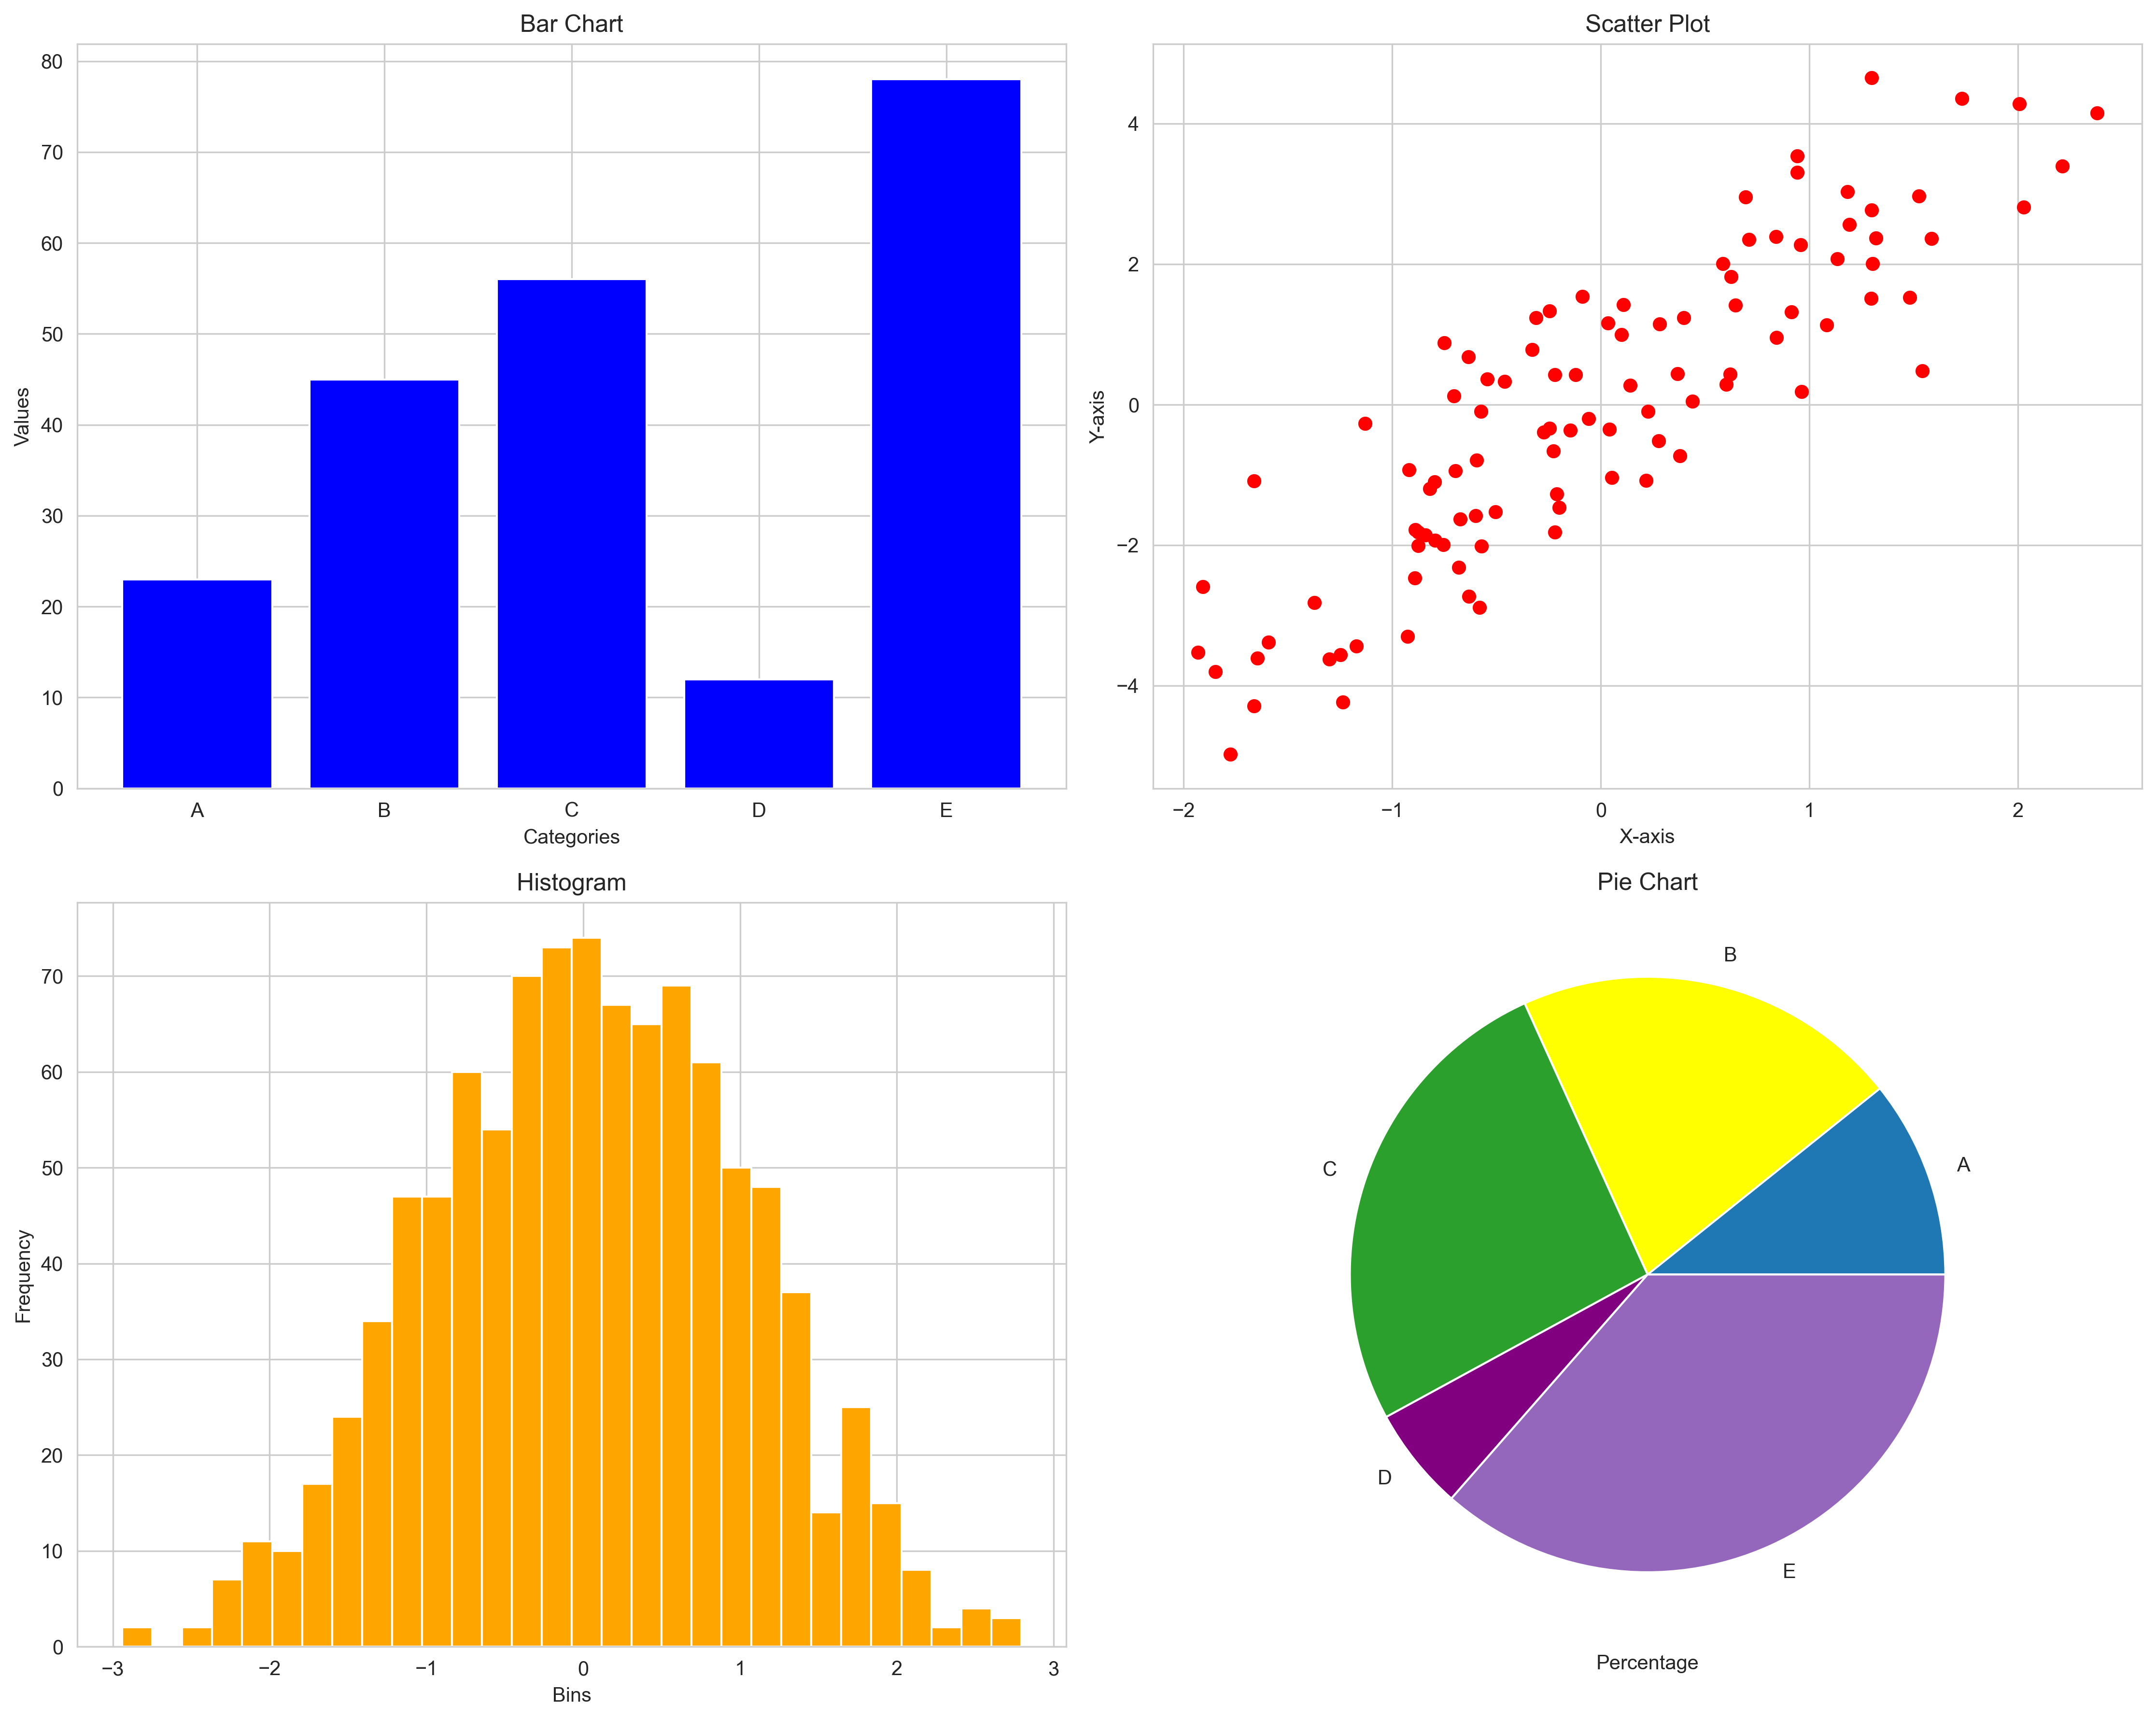 Bar Chart
80
70
60
50
40
30
20
10
0
Values
A B C D E
Categories
Scatter Plot
4
2
0
−2
−4
Y-axis
−2 −1 0 1 2
X-axis
Histogram
70
60
50
40
30
20
10
0
Frequency
−3 −2 −1 0 1 2 3
Bins
Pie Chart
B
A
C
D
E
Percentage